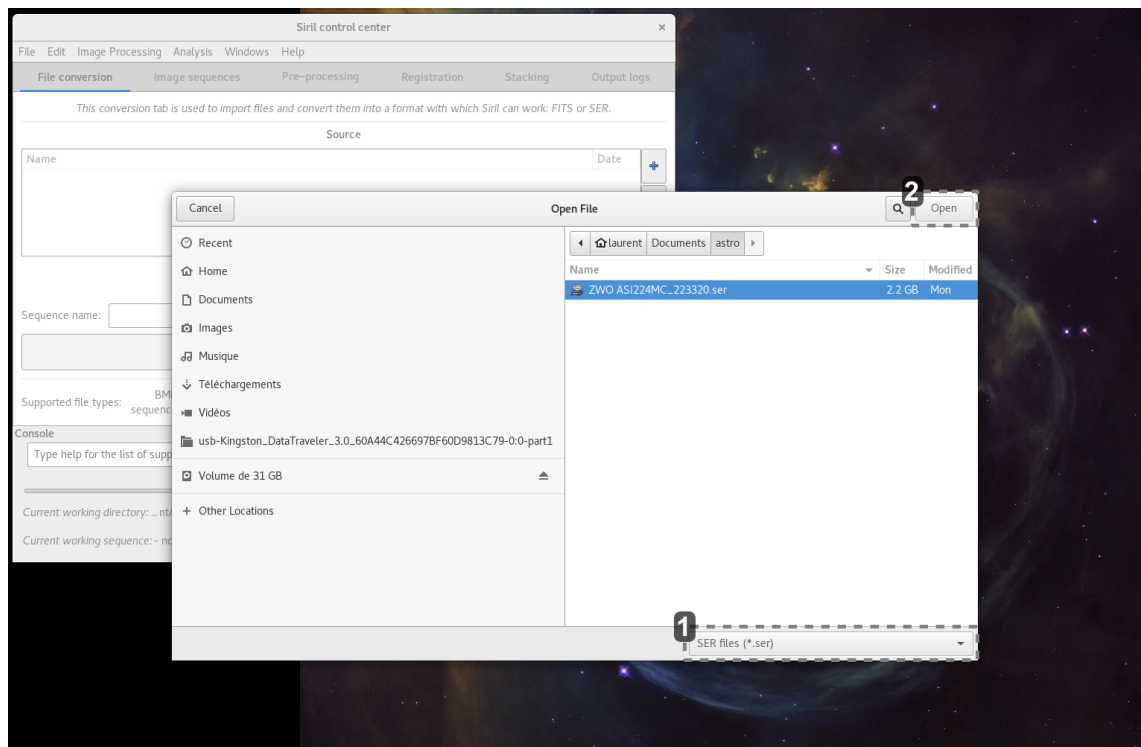 Siril control center
File Edit Image Processing Analysis Windows Help
File conversion Image sequences Pre-processing Registration Stacking Output logs
This conversion tab is used to import files and convert them into a format with which Siril can work: FITS or SER.
Source
Name Date
2
Cancel Open File Open
Recent
Home
Documents
Images
Musique
Téléchargements
Vidéos
usb-Kingston_DataTraveler_3.0_60A44C426697BF60D9813C79-0:0-part1
Volume de 31 GB
Other Locations
laurent Documents astro
Name Size Modified
ZWO ASI224MC_223320.ser 2.2 GB Mon
1
SER files (*.ser)
Sequence name:
Supported file types:
Console
Type help for the list of supp
Current working directory: ...nt/
Current working sequence: - no